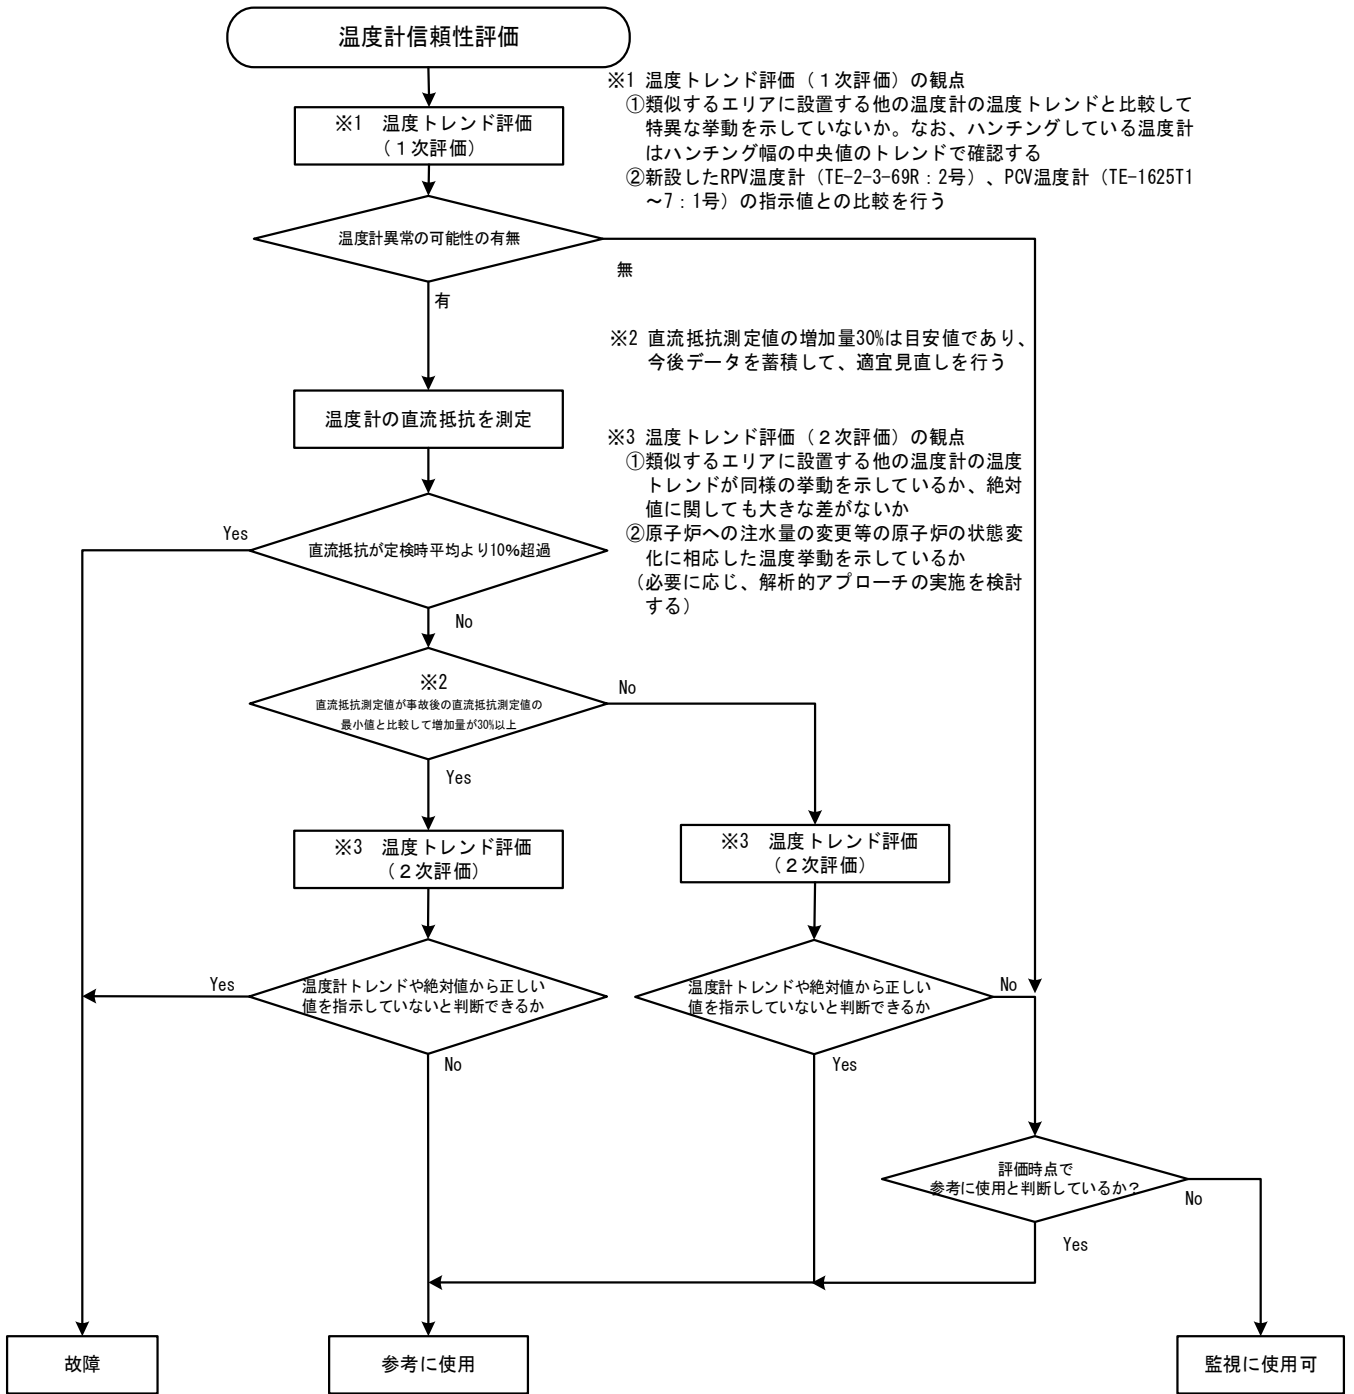 温度計信頼性評価
※1 温度トレンド評価
(１次評価)
※1 温度トレンド評価(１次評価)の観点
①類似するエリアに設置する他の温度計の温度トレンドと比較して
特異な挙動を示していないか。なお、ハンチングしている温度計
はハンチング幅の中央値のトレンドで確認する
②新設したRPV温度計(TE-2-3-69R：2号)、PCV温度計(TE-1625T1
～7：1号)の指示値との比較を行う
温度計異常の可能性の有無
無
有
※2 直流抵抗測定値の増加量30%は目安値であり、
今後データを蓄積して、適宜見直しを行う
温度計の直流抵抗を測定
※3 温度トレンド評価(２次評価)の観点
①類似するエリアに設置する他の温度計の温度
トレンドが同様の挙動を示しているか、絶対
値に関しても大きな差がないか
②原子炉への注水量の変更等の原子炉の状態変
化に相応した温度挙動を示しているか
(必要に応じ、解析的アプローチの実施を検討
する)
Yes
直流抵抗が定検時平均より10%超過
No
※2
直流抵抗測定値が事故後の直流抵抗測定値の
最小値と比較して増加量が30%以上
No
Yes
※3 温度トレンド評価
(２次評価)
※3 温度トレンド評価
(２次評価)
Yes
温度計トレンドや絶対値から正しい
値を指示していないと判断できるか
No
温度計トレンドや絶対値から正しい
値を指示していないと判断できるか
No
Yes
評価時点で
参考に使用と判断しているか？
No
Yes
故障
参考に使用
監視に使用可